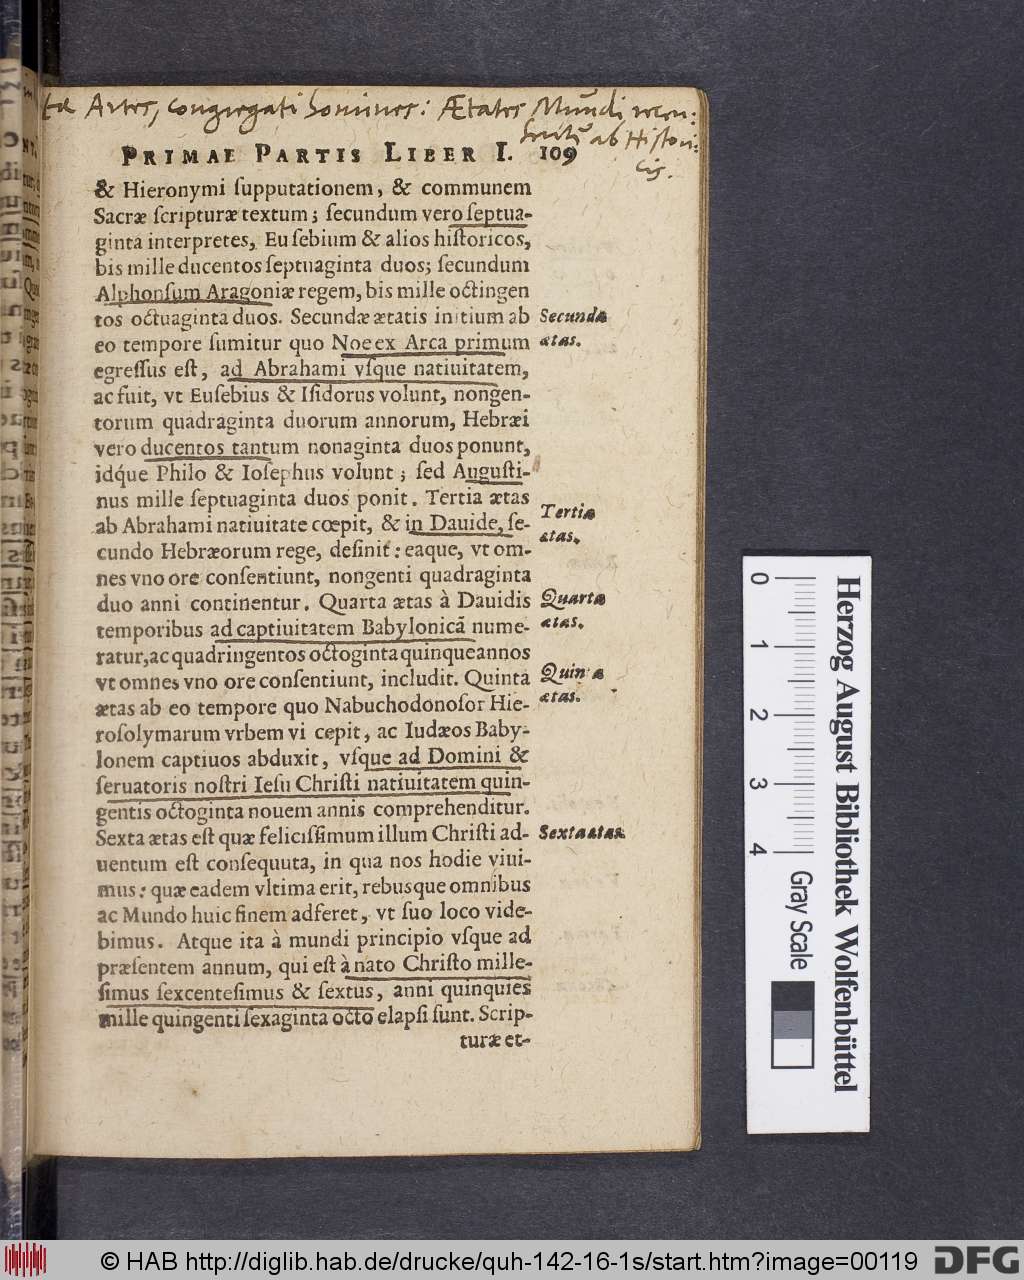 Artes, congregati homines: Ætates Mundi recen:
ab Histori:
cis.
PRIMAE PARTIS LIBER I. 109
& Hieronymi ſupputationem, & communem
Sacræ ſcripturæ textum; ſecundum vero ſeptua-
ginta interpretes, Euſebium & alios hiſtoricos,
bis mille ducentos ſeptuaginta duos; ſecundum
Alphonſum Aragoniæ regem, bis mille octingen
tos octuaginta duos. Secundæ ætatis initium ab
Secunda
eo tempore ſumitur quo Noe ex Arca primum
ætas.
egreſſus eſt, ad Abrahami vſque natiuitatem,
ac fuit, vt Euſebius & Iſidorus volunt, nongen-
torum quadraginta duorum annorum, Hebræi
vero ducentos tantum nonaginta duos ponunt,
idq́ue Philo & Ioſephus volunt; ſed Auguſti-
nus mille ſeptuaginta duos ponit. Tertia ætas
Tertia
ab Abrahami natiuitate cœpit, & in Dauide, ſe-
ætas.
cundo Hebræorum rege, definit: eaque, vt om-
nes vno ore conſentiunt, nongenti quadraginta
duo anni continentur. Quarta ætas à Dauidis
Quarta
temporibus ad captiuitatem Babylonicā nume-
ætas.
ratur, ac quadringentos octoginta quinque annos
vt omnes vno ore conſentiunt, includit. Quinta
Quinta
ætas ab eo tempore quo Nabuchodonoſor Hie-
ætas.
roſolymarum vrbem vi cepit, ac Iudæos Baby-
lonem captiuos abduxit, vſque ad Domini &
ſeruatoris noſtri Ieſu Chriſti natiuitatem quin-
gentis octoginta nouem annis comprehenditur.
Sexta ætas eſt quæ feliciſſimum illum Chriſti ad-
Sexta ætas.
uentum eſt conſequuta, in qua nos hodie viui-
mus: quæ eadem vltima erit, rebusque omnibus
ac Mundo huic finem adferet, vt ſuo loco vide-
bimus. Atque ita à mundi principio vſque ad
præſentem annum, qui eſt à nato Chriſto mille-
ſimus ſexcenteſimus & ſextus, anni quinquies
mille quingenti ſexaginta octo elapſi ſunt. Scrip-
turæ et-
0 1 2 3 4
Herzog August Bibliothek Wolfenbüttel
Gray Scale
© HAB http://diglib.hab.de/drucke/quh-142-16-1s/start.htm?image=00119
DFG